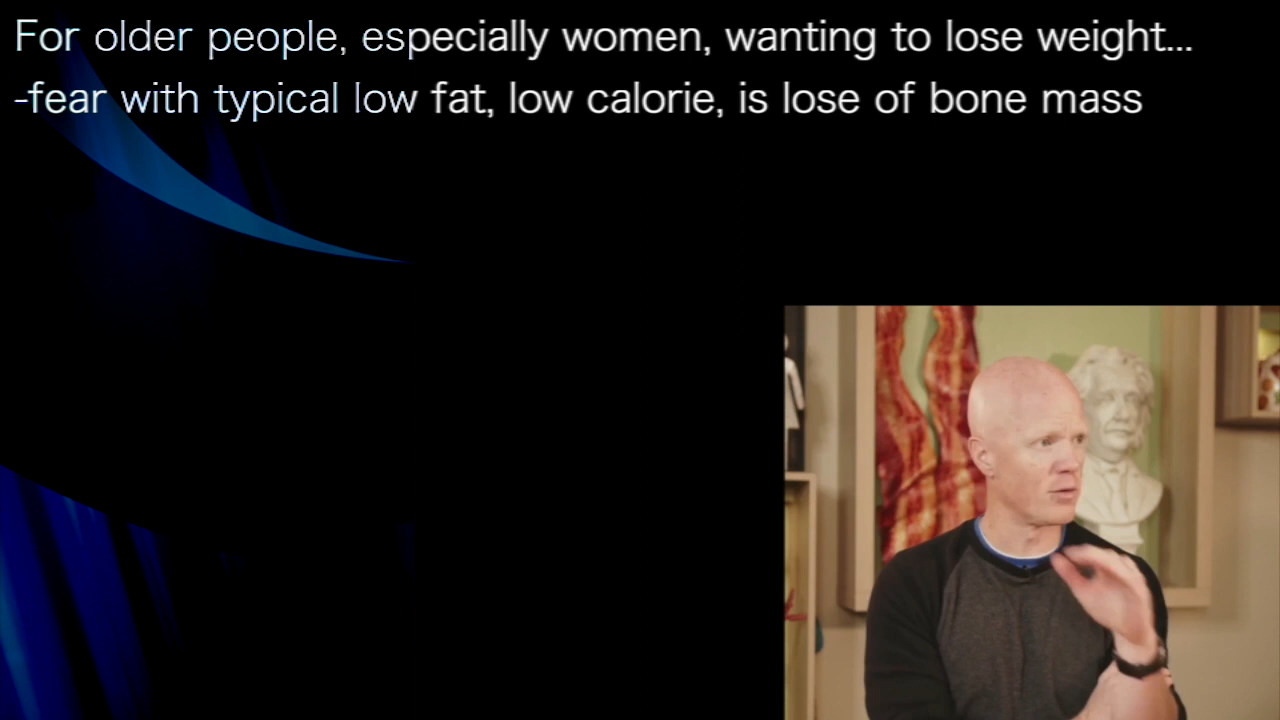 For older people, especially women, wanting to lose weight...
-fear with typical low fat, low calorie, is lose of bone mass